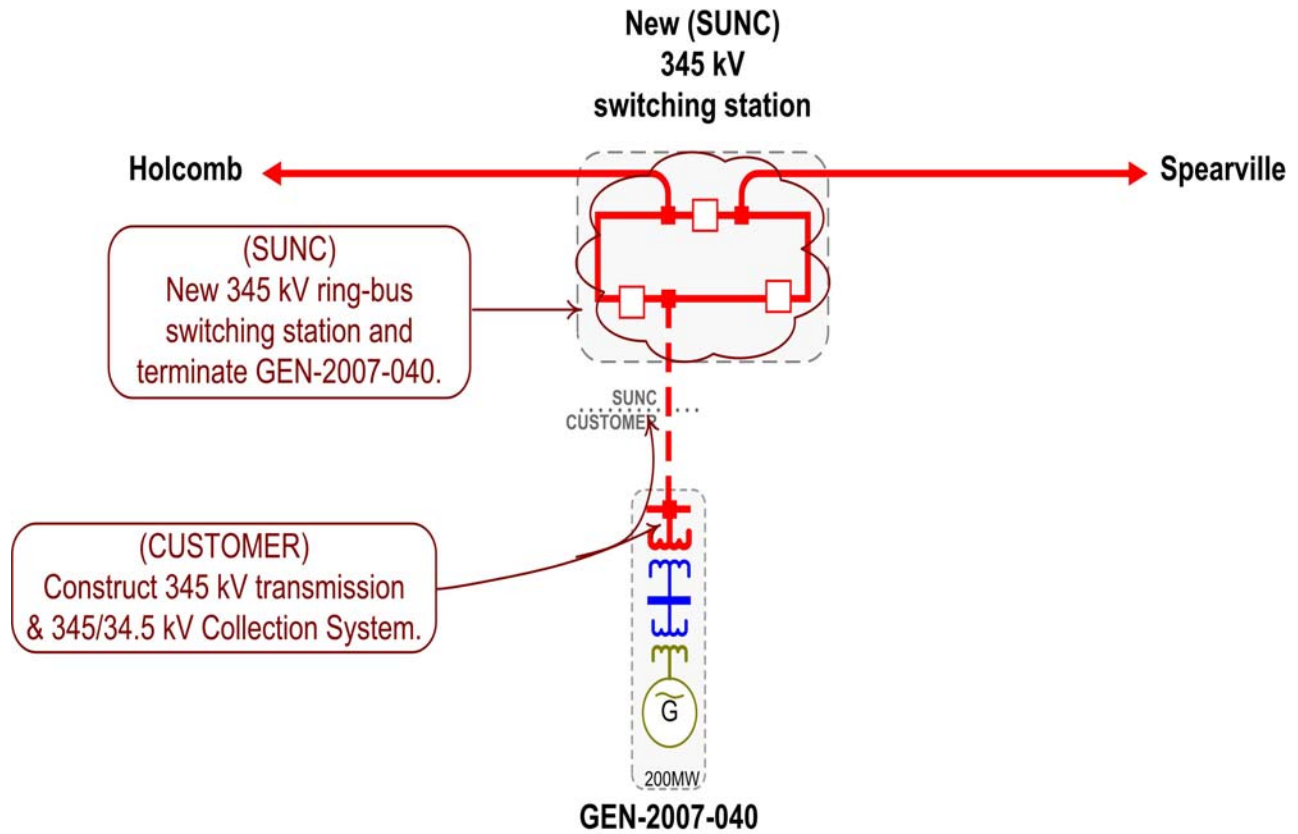 New (SUNC)
345 kV
switching station
Holcomb
Spearville
(SUNC)
New 345 kV ring-bus
switching station and
terminate GEN-2007-040.
SUNC
CUSTOMER
(CUSTOMER)
Construct 345 kV transmission
& 345/34.5 kV Collection System.
G
200MW
GEN-2007-040